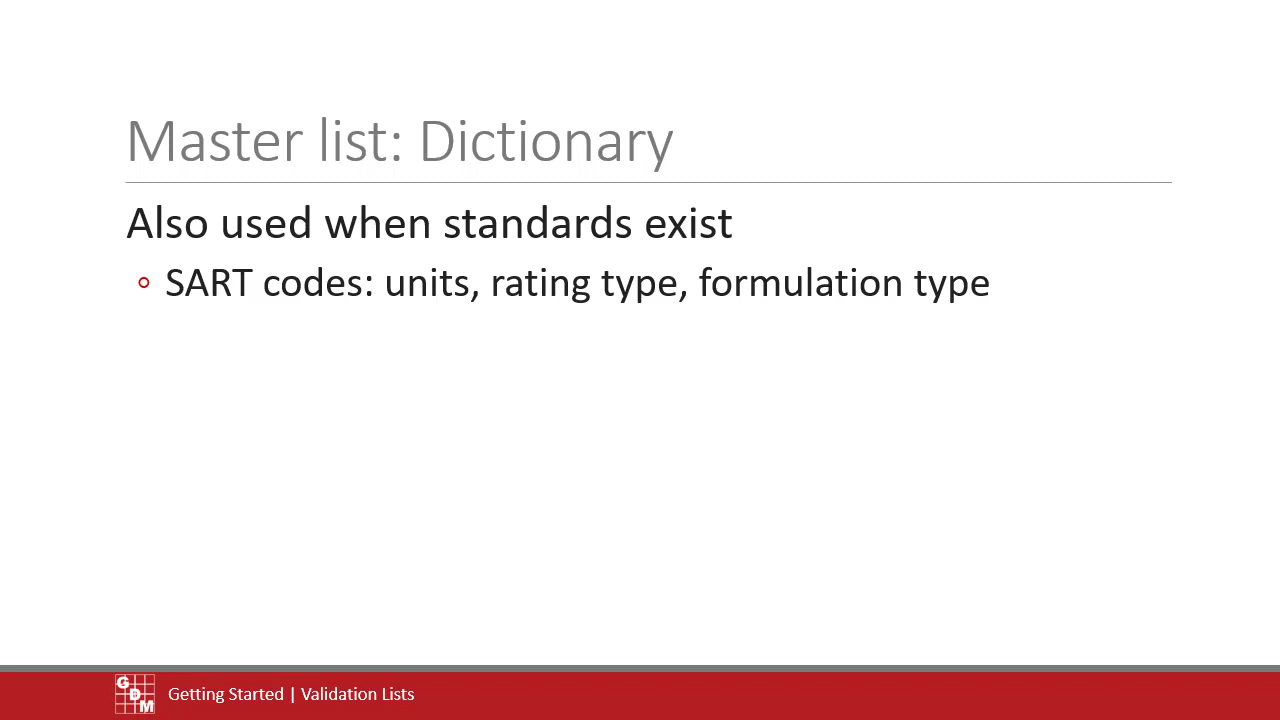 Master list: Dictionary
Also used when standards exist
◦ SART codes: units, rating type, formulation type
GDM
Getting Started | Validation Lists